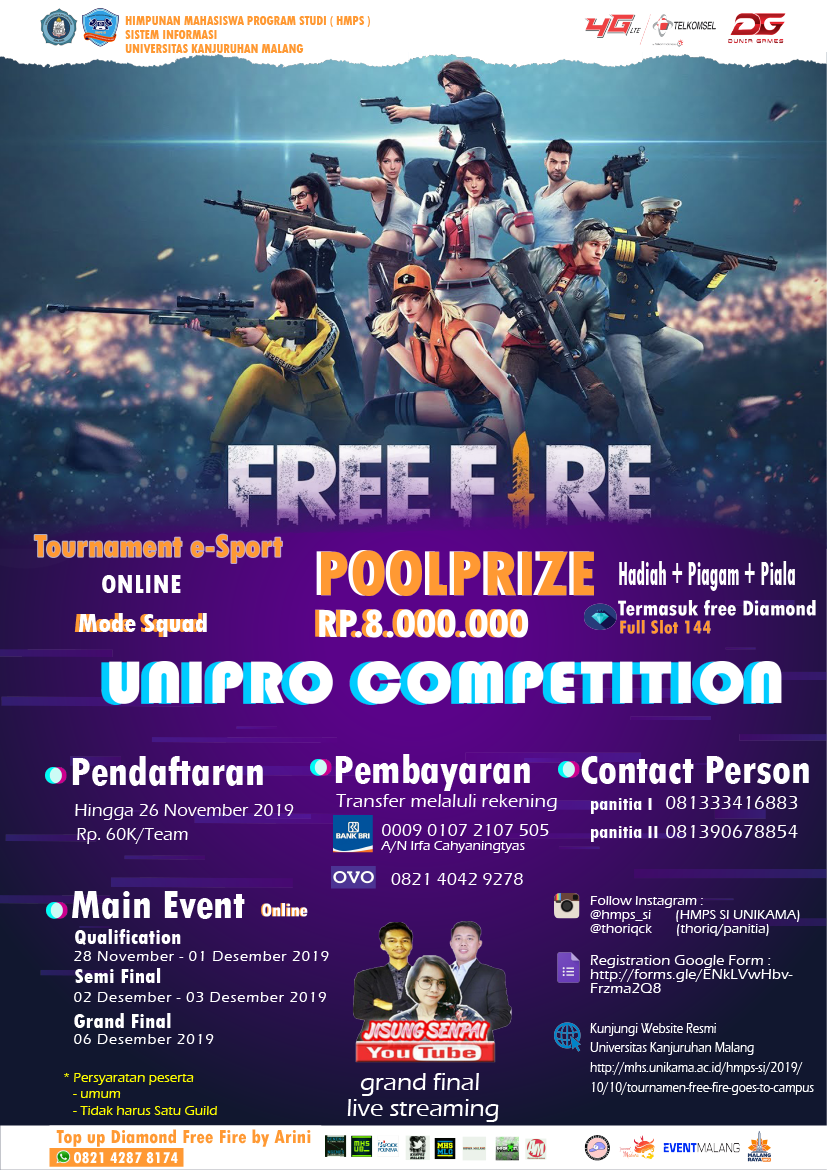 HIMPUNAN MAHASISWA PROGRAM STUDI ( HMPS )
SISTEM INFORMASI
UNIVERSITAS KANJURUHAN MALANG
4G LTE
TELKOMSEL
DG
DUNIA GAMES
FREE FIRE
Tournament e-Sport
ONLINE
Mode Squad
POOLPRIZE
RP.8.000.000
Hadiah + Piagam + Piala
Termasuk free Diamond
Full Slot 144
UNIPRO COMPETITION
Pendaftaran
Hingga 26 November 2019
Rp. 60K/Team
Pembayaran
Transfer melaluli rekening
BANK BRI
0009 0107 2107 505
A/N Irfa Cahyaningtyas
OVO
0821 4042 9278
Contact Person
panitia I 081333416883
panitia II 081390678854
Main Event Online
Qualification
28 November - 01 Desember 2019
Semi Final
02 Desember - 03 Desember 2019
Grand Final
06 Desember 2019
* Persyaratan peserta
- umum
- Tidak harus Satu Guild
JISUNG SENPAI
YouTube
grand final
live streaming
Follow Instagram :
@hmps_si (HMPS SI UNIKAMA)
@thoriqck (thoriq/panitia)
Registration Google Form :
http://forms.gle/ENkLVwHbv-
Frzma2Q8
Kunjungi Website Resmi
Universitas Kanjuruhan Malang
http://mhs.unikama.ac.id/hmps-si/2019/
10/10/tournamen-free-fire-goes-to-campus
Top up Diamond Free Fire by Arini
0821 4287 8174
EVENTMALANG
MALANG